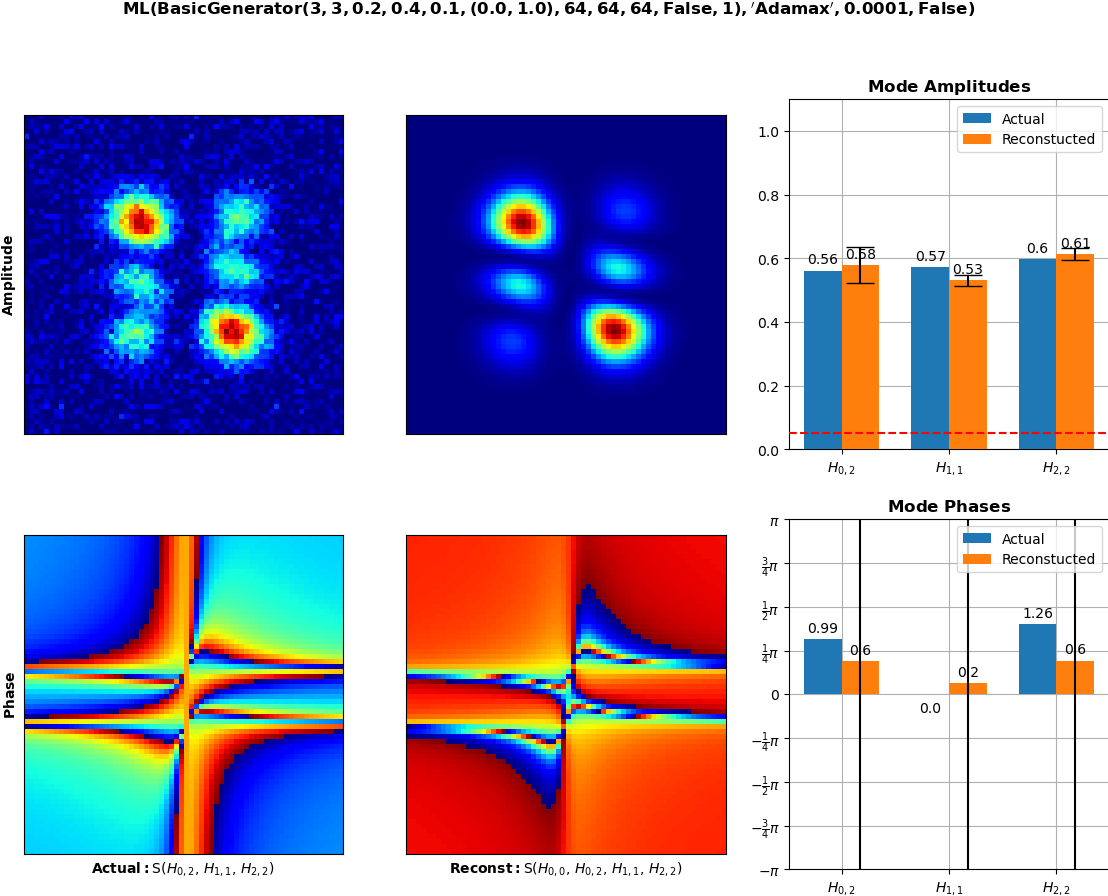 ML(BasicGenerator(3, 3, 0.2, 0.4, 0.1, (0.0, 1.0), 64, 64, 64, False, 1), 'Adamax', 0.0001, False)
Amplitude
Mode Amplitudes
Actual
Reconstucted
1.0
0.8
0.6
0.4
0.2
0.0
0.56
0.58
0.57
0.53
0.6
0.61
H0, 2
H1, 1
H2, 2
Phase
Actual: S(H0, 2, H1, 1, H2, 2)
Reconst: S(H0, 0, H0, 2, H1, 1, H2, 2)
Mode Phases
Actual
Reconstucted
π
3/4π
1/2π
1/4π
0
−1/4π
−1/2π
−3/4π
−π
0.99
0.6
0.0
0.2
1.26
0.6
H0, 2
H1, 1
H2, 2